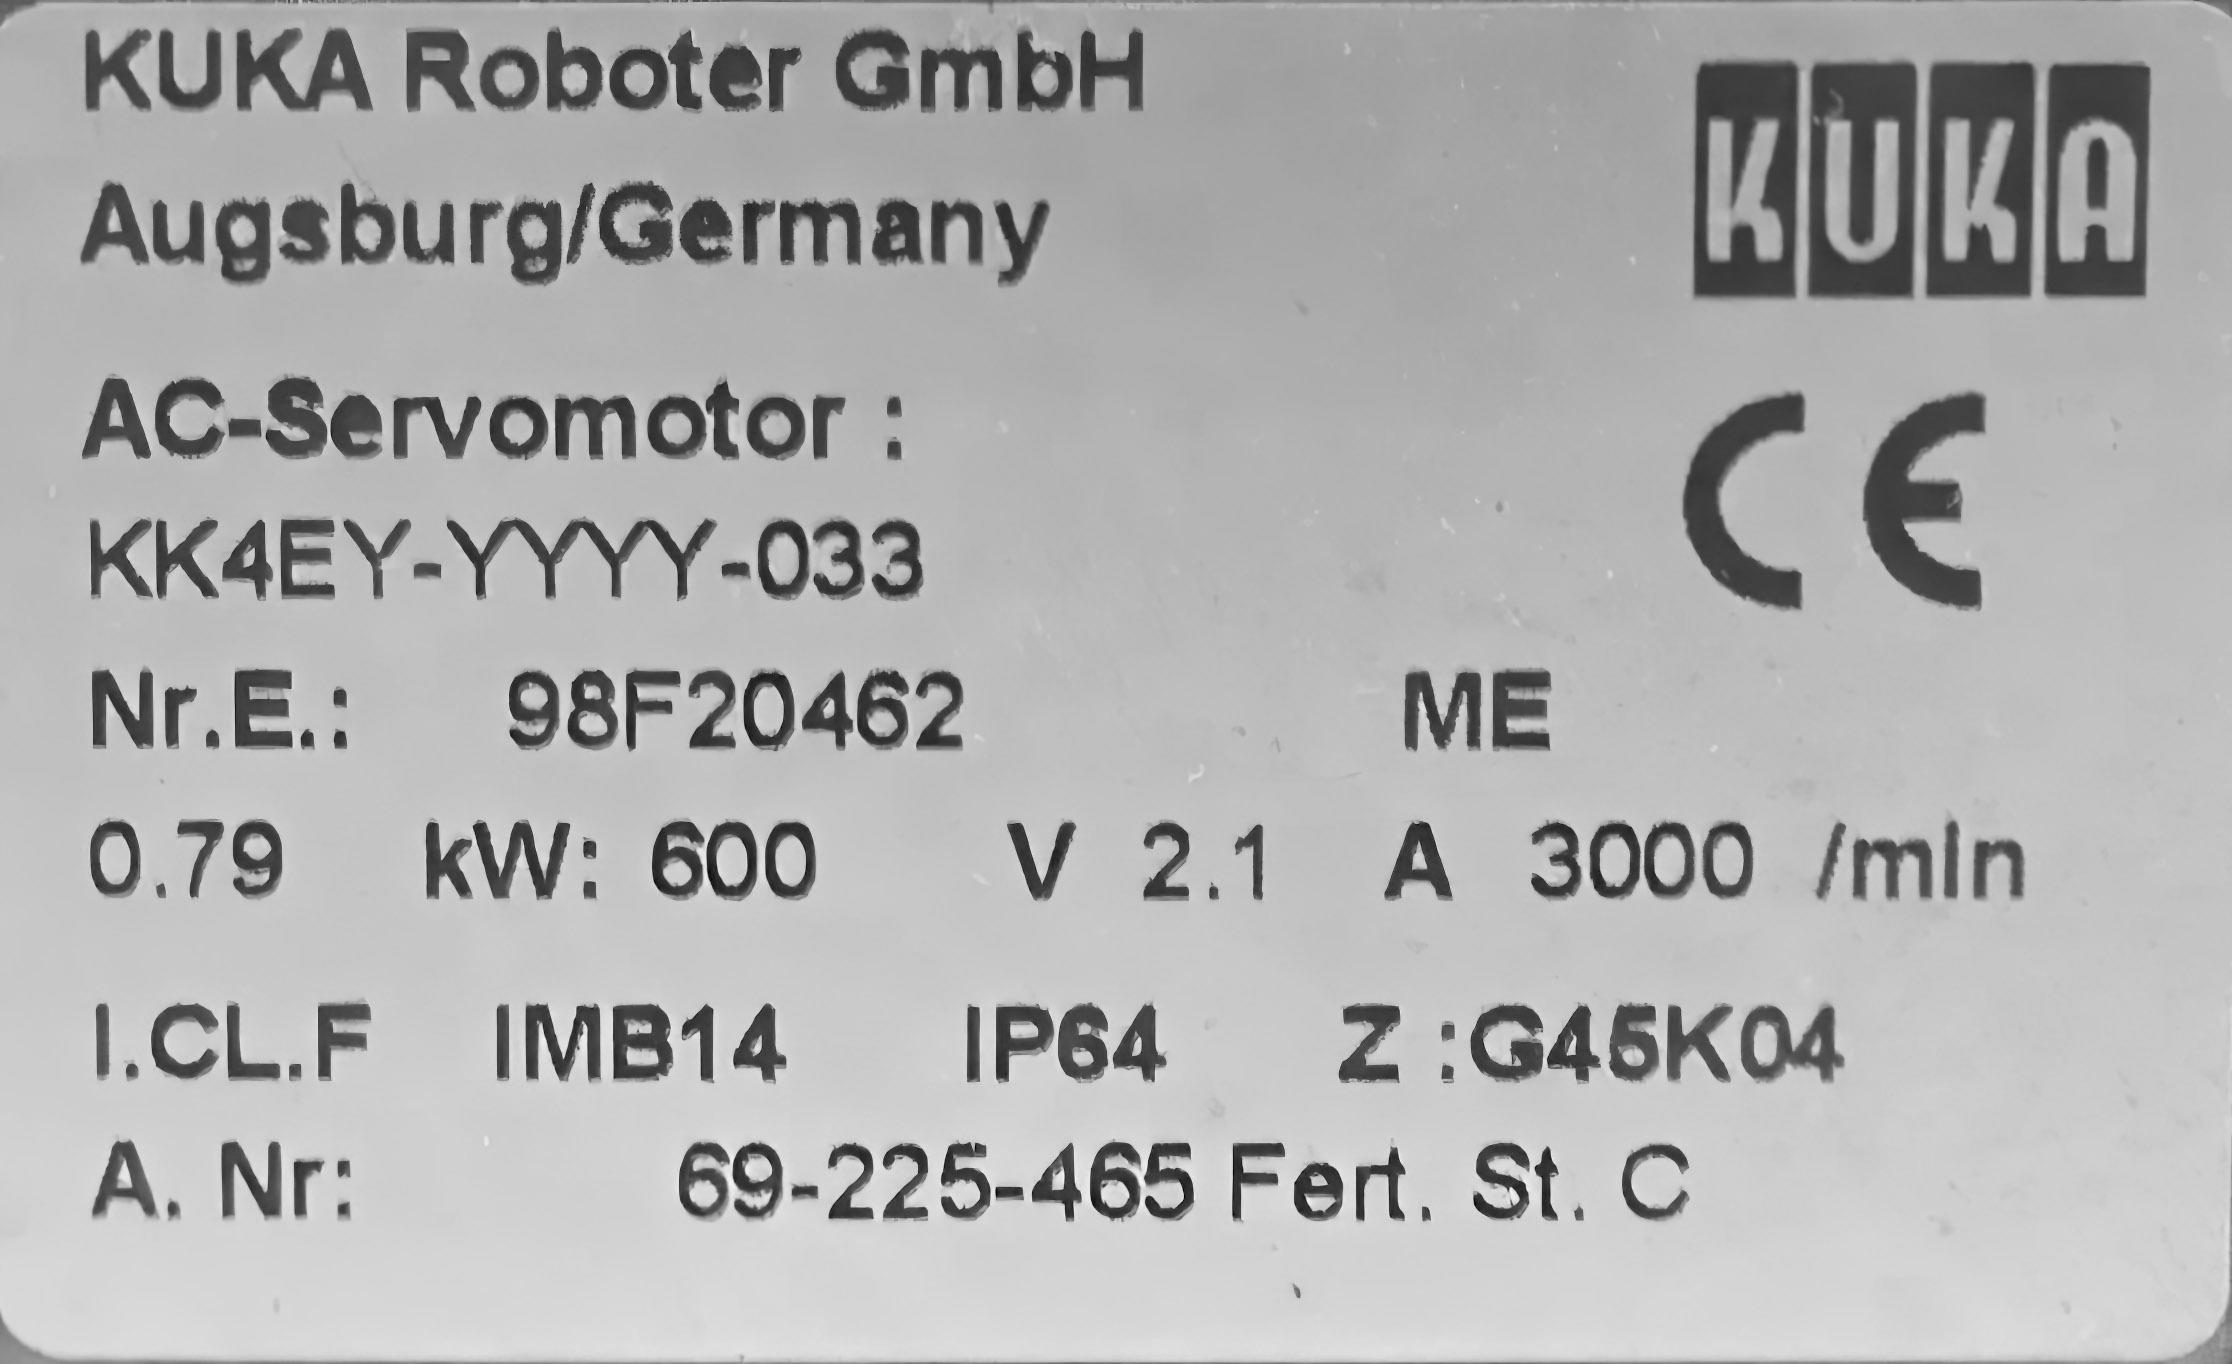 KUKA Roboter GmbH
KUKA
Augsburg/Germany
AC-Servomotor :
CE
KK4EY-YYYY-033
Nr.E.: 98F20462 ME
0.79 kW: 600 V 2.1 A 3000 /mIn
I.CL.F IMB14 IP64 Z :G45K04
A. Nr: 69-225-465 Fert. St. C